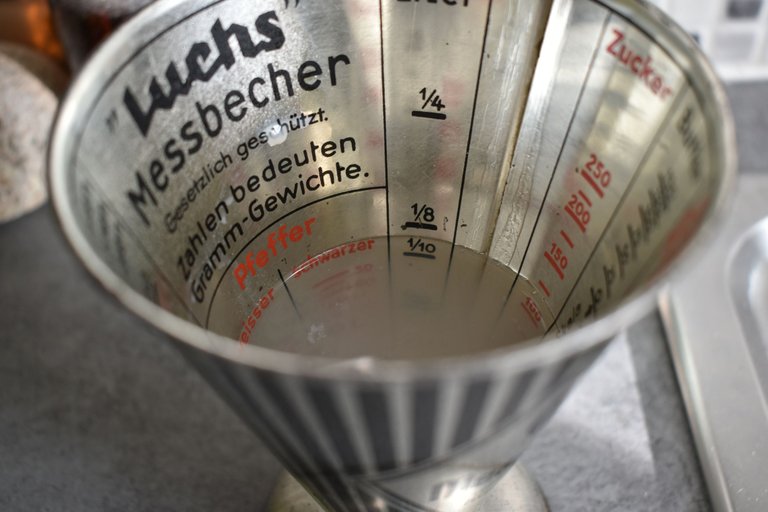 „Luchs”
Messbecher
Gesetzlich geschützt.
Zahlen bedeuten
Gramm-Gewichte.
Pfeffer
schwarzer
Liter
1/4
1/8
1/10
Zucker
250
200
150
100